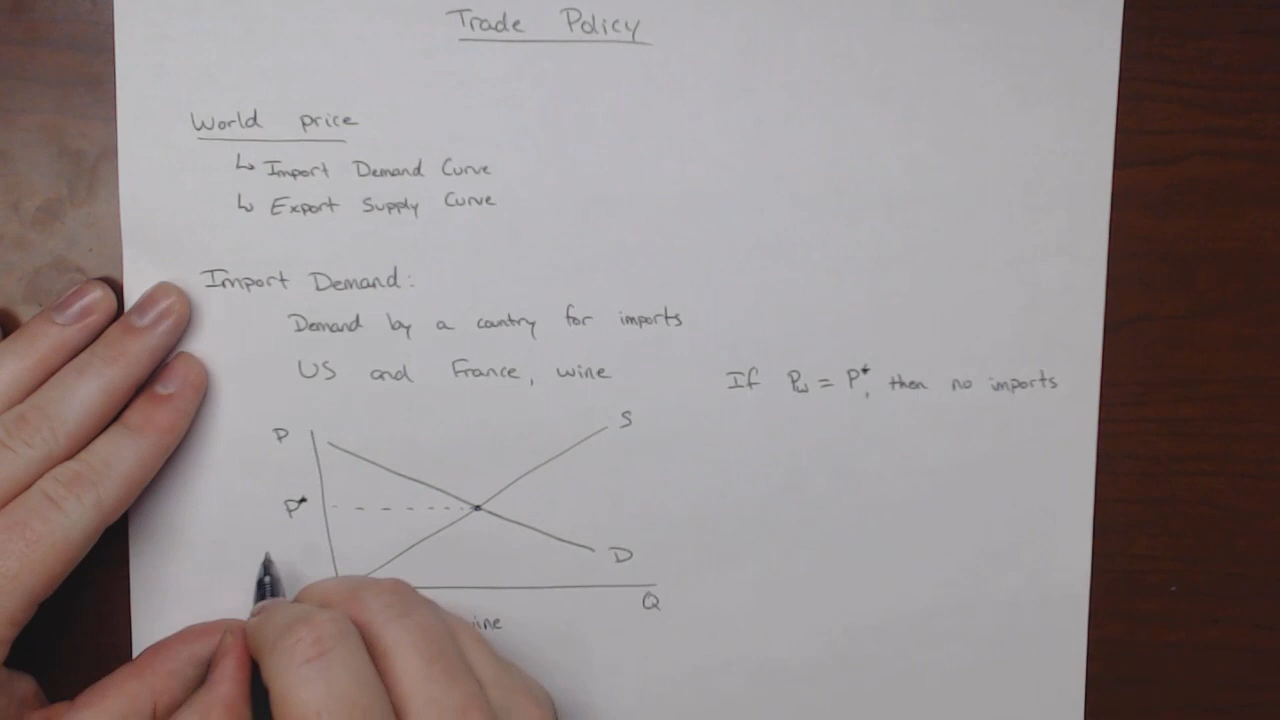 Trade Policy
World price
↳ Import Demand Curve
↳ Export Supply Curve
Import Demand:
Demand by a country for imports
US and France, wine
If Pw = P*, then no imports
P
S
P*
D
Q